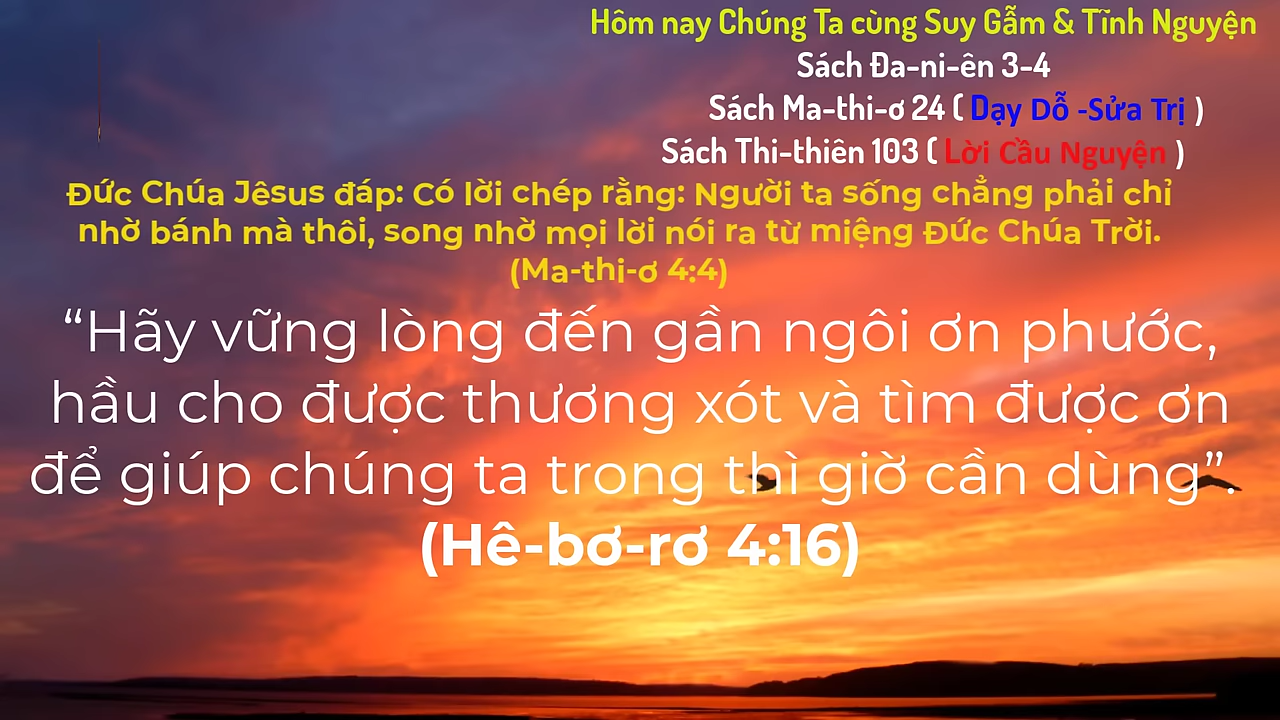 Hôm nay Chúng Ta cùng Suy Gẫm & Tĩnh Nguyện
Sách Đa-ni-ên 3-4
Sách Ma-thi-ơ 24 ( Dạy Dỗ -Sửa Trị )
Sách Thi-thiên 103 ( Lời Cầu Nguyện )
Đức Chúa Jêsus đáp: Có lời chép rằng: Người ta sống chẳng phải chỉ
nhờ bánh mà thôi, song nhờ mọi lời nói ra từ miệng Đức Chúa Trời.
(Ma-thi-ơ 4:4)
“Hãy vững lòng đến gần ngôi ơn phước,
hầu cho được thương xót và tìm được ơn
để giúp chúng ta trong thì giờ cần dùng”.
(Hê-bơ-rơ 4:16)